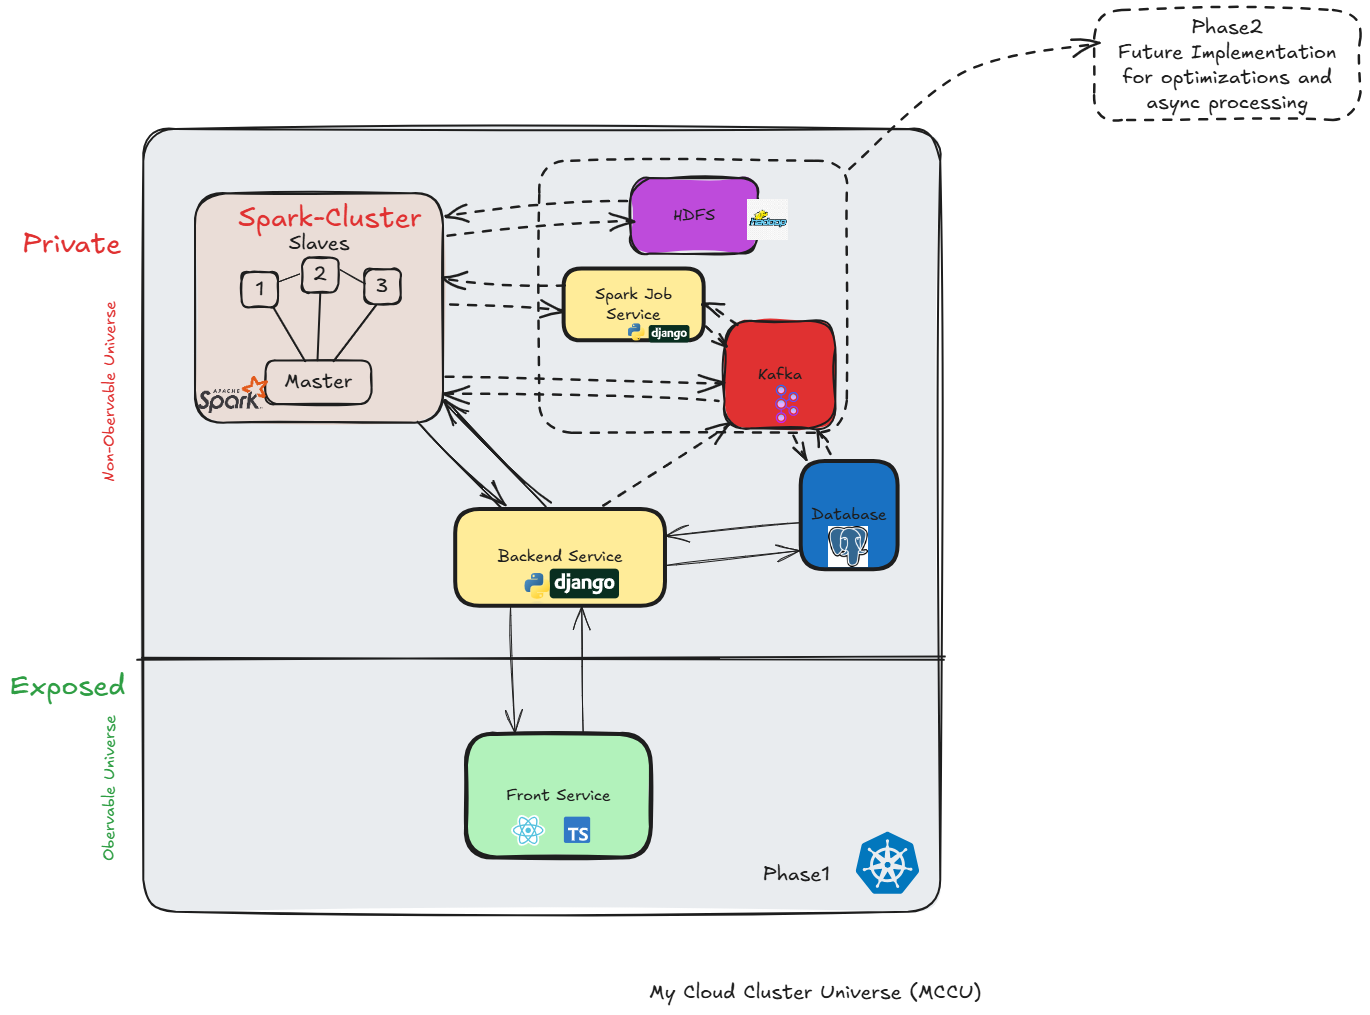 Phase2
Future Implementation
for optimizations and
async processing
Private
Non-Obervable Universe
Spark-Cluster
Slaves
1
2
3
Master
APACHE
Spark
HDFS
hadoop
Spark Job
Service
django
Kafka
Database
Backend Service
django
Exposed
Obervable Universe
Front Service
TS
Phase1
My Cloud Cluster Universe (MCCU)